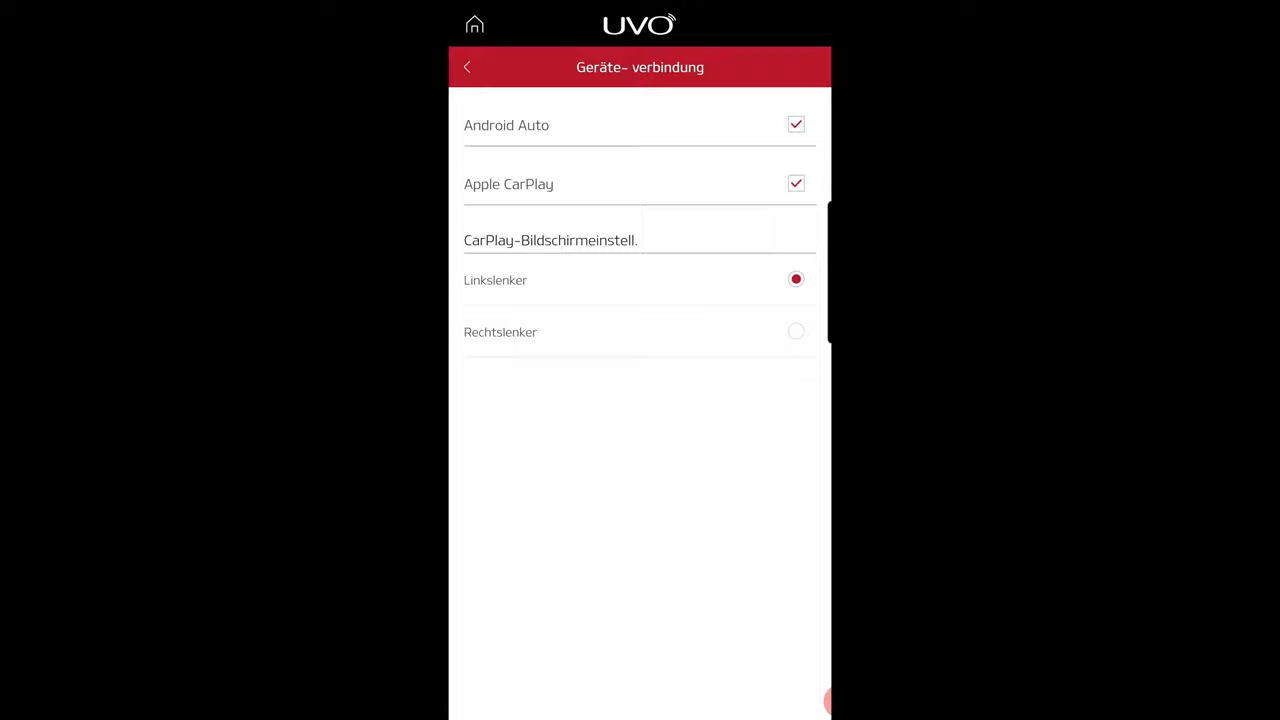 UVO
Geräte- verbindung
Android Auto
Apple CarPlay
CarPlay-Bildschirmeinstell.
Linkslenker
Rechtslenker